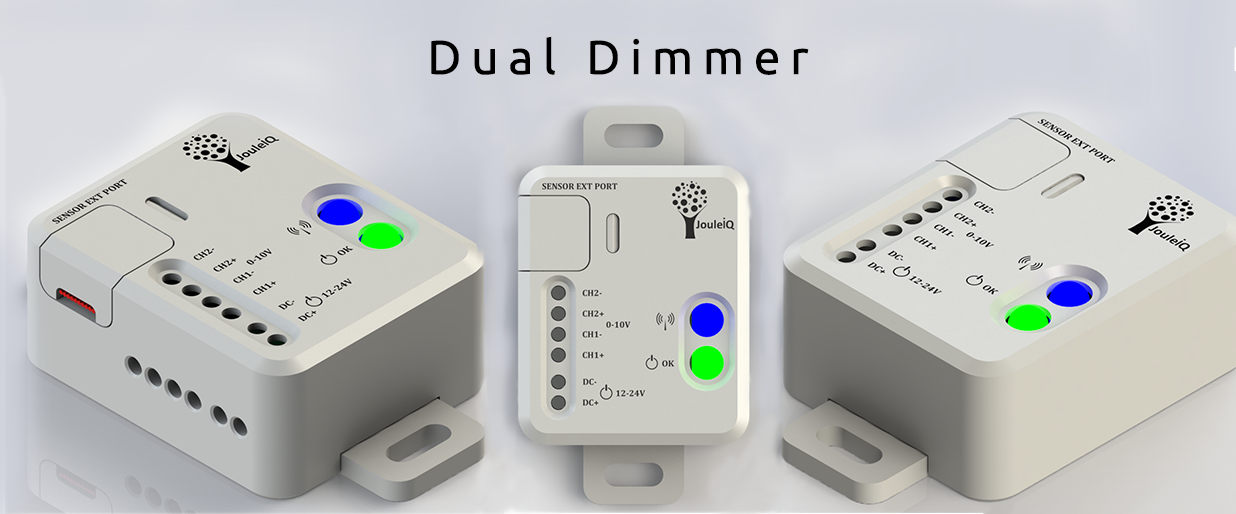 Dual Dimmer
SENSOR EXT PORT
JouleiQ
CH2-
CH2+
0-10V
CH1-
CH1+
DC-
12-24V
DC+
OK
SENSOR EXT PORT
JouleiQ
CH2-
CH2+
0-10V
CH1-
CH1+
OK
DC-
12-24V
DC+
SENSOR EXT PORT
JouleiQ
CH2-
CH2+
0-10V
CH1-
CH1+
DC-
12-24V
DC+
OK